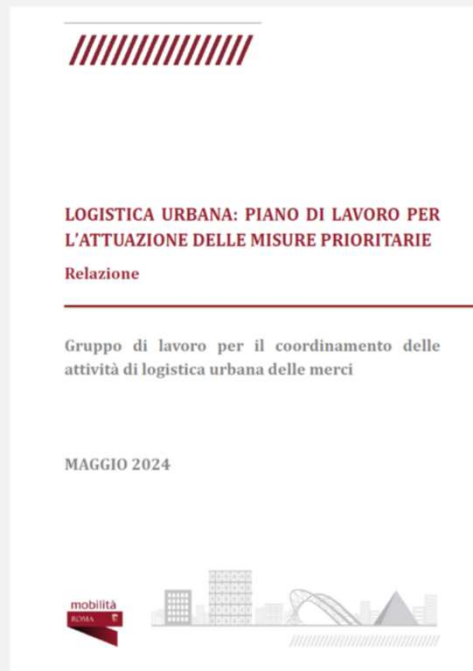 LOGISTICA URBANA: PIANO DI LAVORO PER
L'ATTUAZIONE DELLE MISURE PRIORITARIE
Relazione
Gruppo di lavoro per il coordinamento delle
attività di logistica urbana delle merci
MAGGIO 2024
mobilità
ROMA